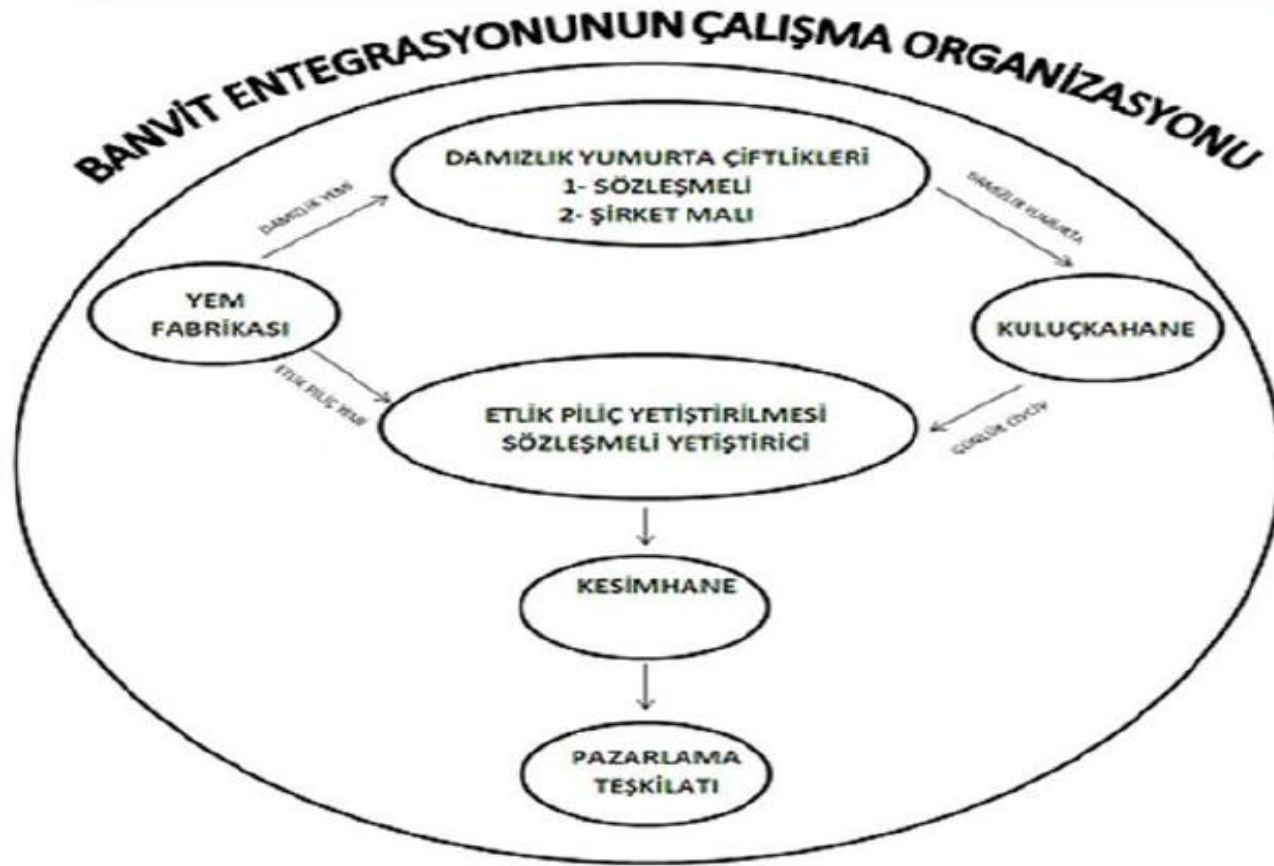 BANVİT ENTEGRASYONUNUN ÇALIŞMA ORGANİZASYONU
DAMIZLIK YUMURTA ÇİFTLİKLERİ
1- SÖZLEŞMELİ
2- ŞİRKET MALI
DAMIZLIK YEMİ
DAMIZLIK YUMURTA
YEM
FABRİKASI
KULUÇKAHANE
ETLİK PİLİÇ YEMİ
ETLİK PİLİÇ YETİŞTİRİLMESİ
SÖZLEŞMELİ YETİŞTİRİCİ
GÜNLÜK CİVCİV
KESİMHANE
PAZARLAMA
TEŞKİLATI